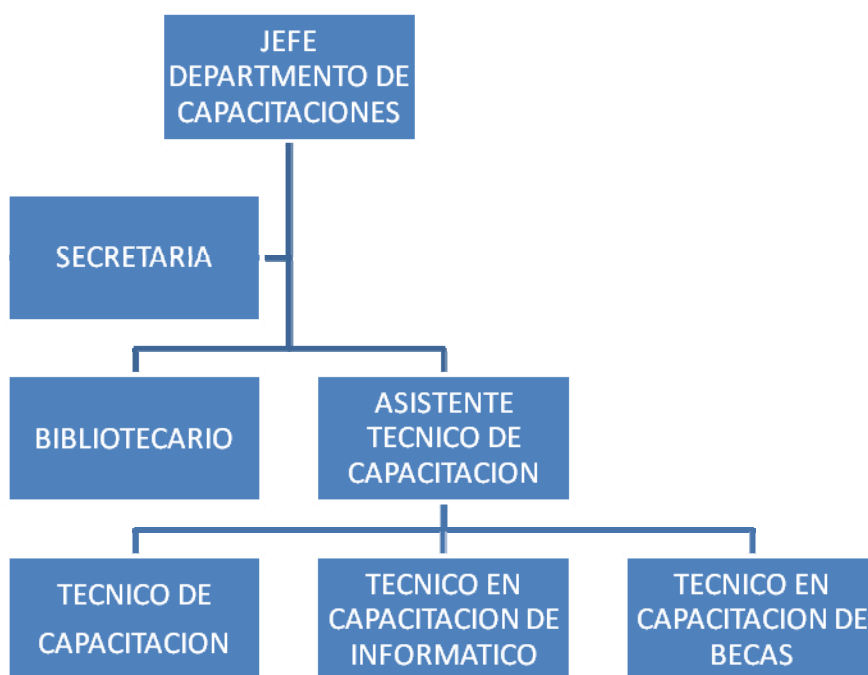 JEFE
DEPARTMENTO DE
CAPACITACIONES
SECRETARIA
BIBLIOTECARIO
ASISTENTE
TECNICO DE
CAPACITACION
TECNICO DE
CAPACITACION
TECNICO EN
CAPACITACION DE
INFORMATICO
TECNICO EN
CAPACITACION DE
BECAS